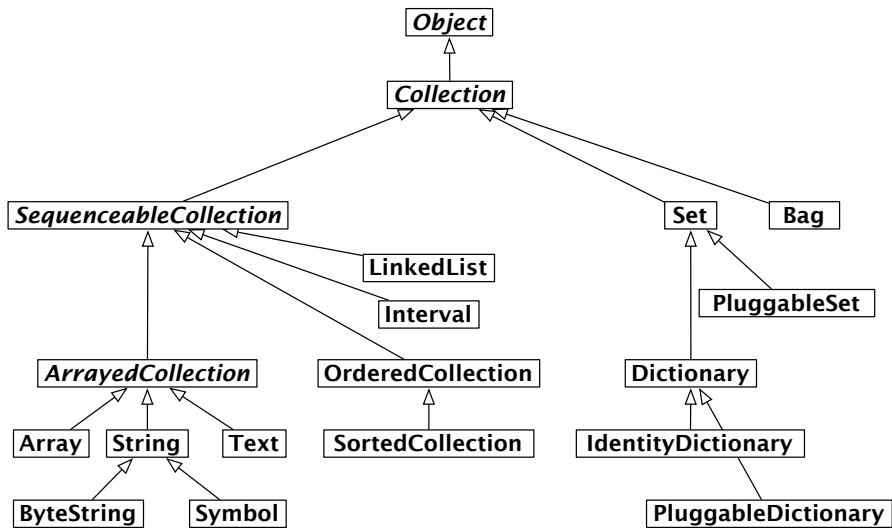 Object
Collection
SequenceableCollection
Set
Bag
LinkedList
PluggableSet
Interval
ArrayedCollection
OrderedCollection
Dictionary
Array
String
Text
SortedCollection
IdentityDictionary
ByteString
Symbol
PluggableDictionary